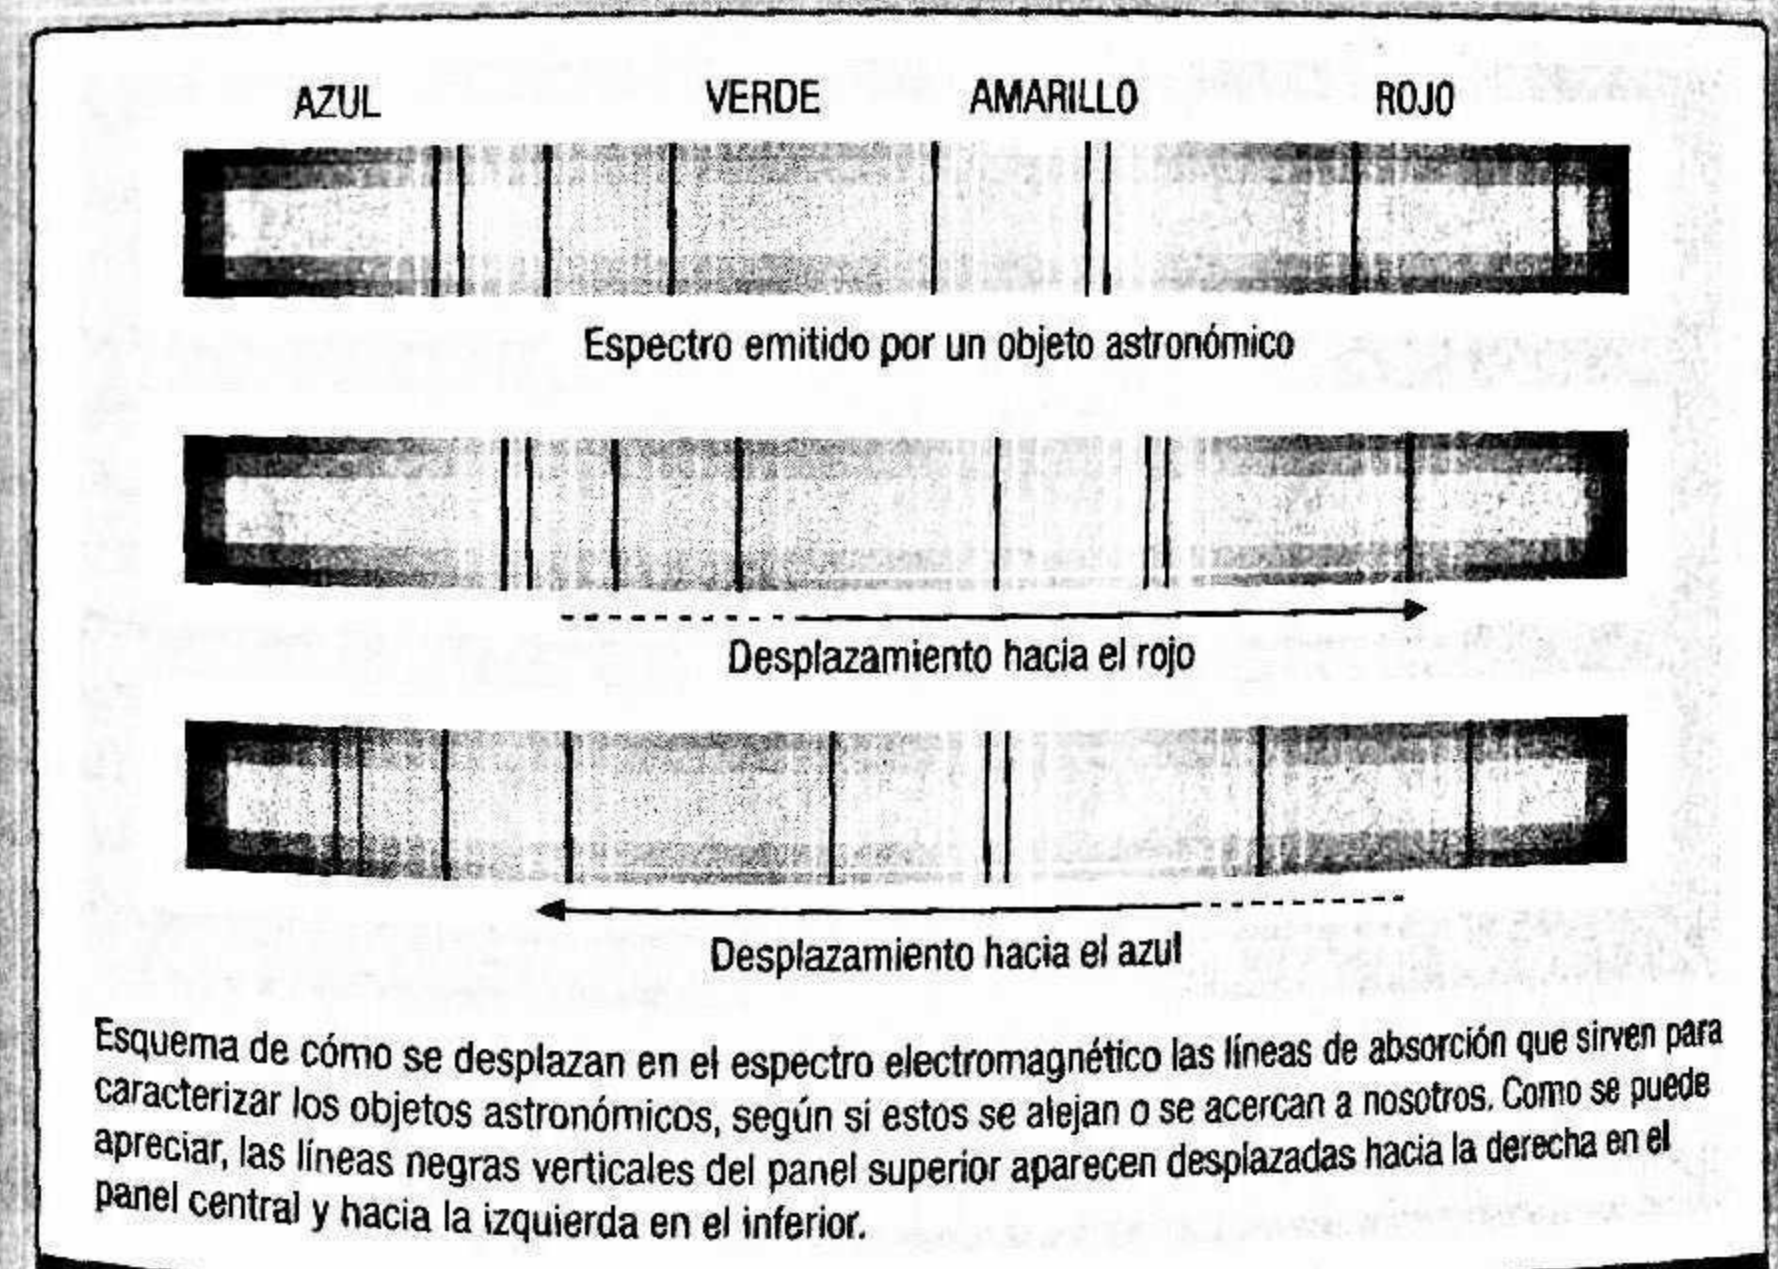 AZUL VERDE AMARILLO ROJO
Espectro emitido por un objeto astronómico
Desplazamiento hacia el rojo
Desplazamiento hacia el azul
Esquema de cómo se desplazan en el espectro electromagnético las líneas de absorción que sirven para
caracterizar los objetos astronómicos, según si estos se alejan o se acercan a nosotros. Como se puede
apreciar, las líneas negras verticales del panel superior aparecen desplazadas hacia la derecha en el
panel central y hacia la izquierda en el inferior.